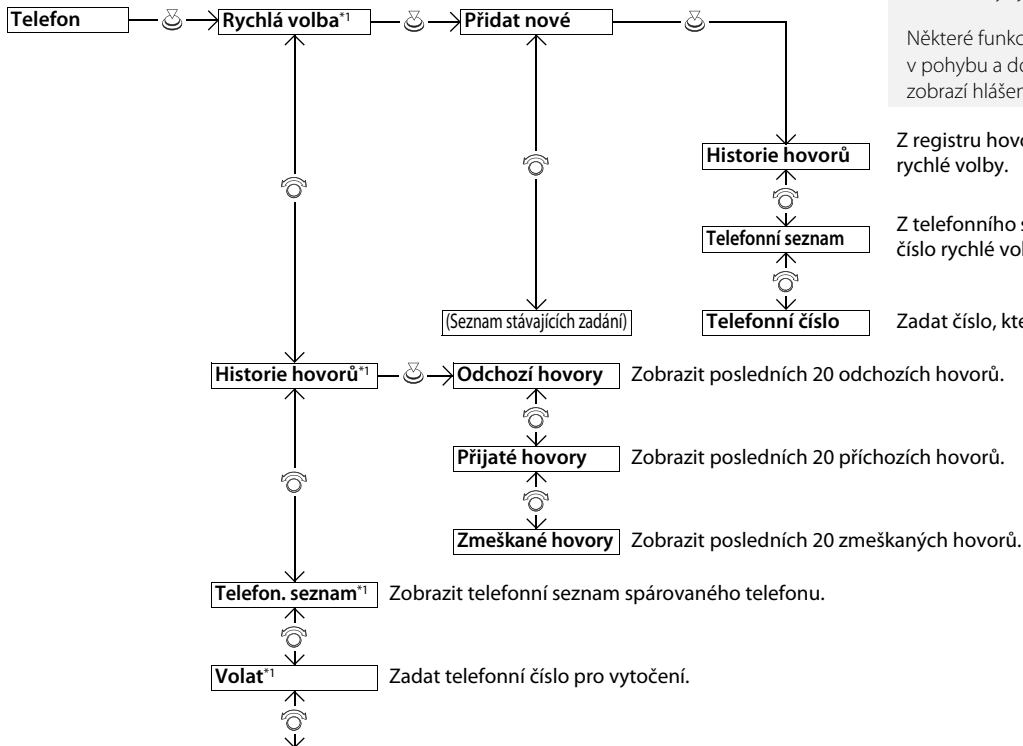 Některé funkc
v pohybu a do
zobrazí hlášen
Telefon
Rychlá volba*1
Přidat nové
Historie hovorů
Z registru hovo
rychlé volby.
Telefonní seznam
Z telefonního s
číslo rychlé vol
(Seznam stávajících zadání)
Telefonní číslo
Zadat číslo, kte
Historie hovorů*1
Odchozí hovory
Zobrazit posledních 20 odchozích hovorů.
Přijaté hovory
Zobrazit posledních 20 příchozích hovorů.
Zmeškané hovory
Zobrazit posledních 20 zmeškaných hovorů.
Telefon. seznam*1
Zobrazit telefonní seznam spárovaného telefonu.
Volat*1
Zadat telefonní číslo pro vytočení.